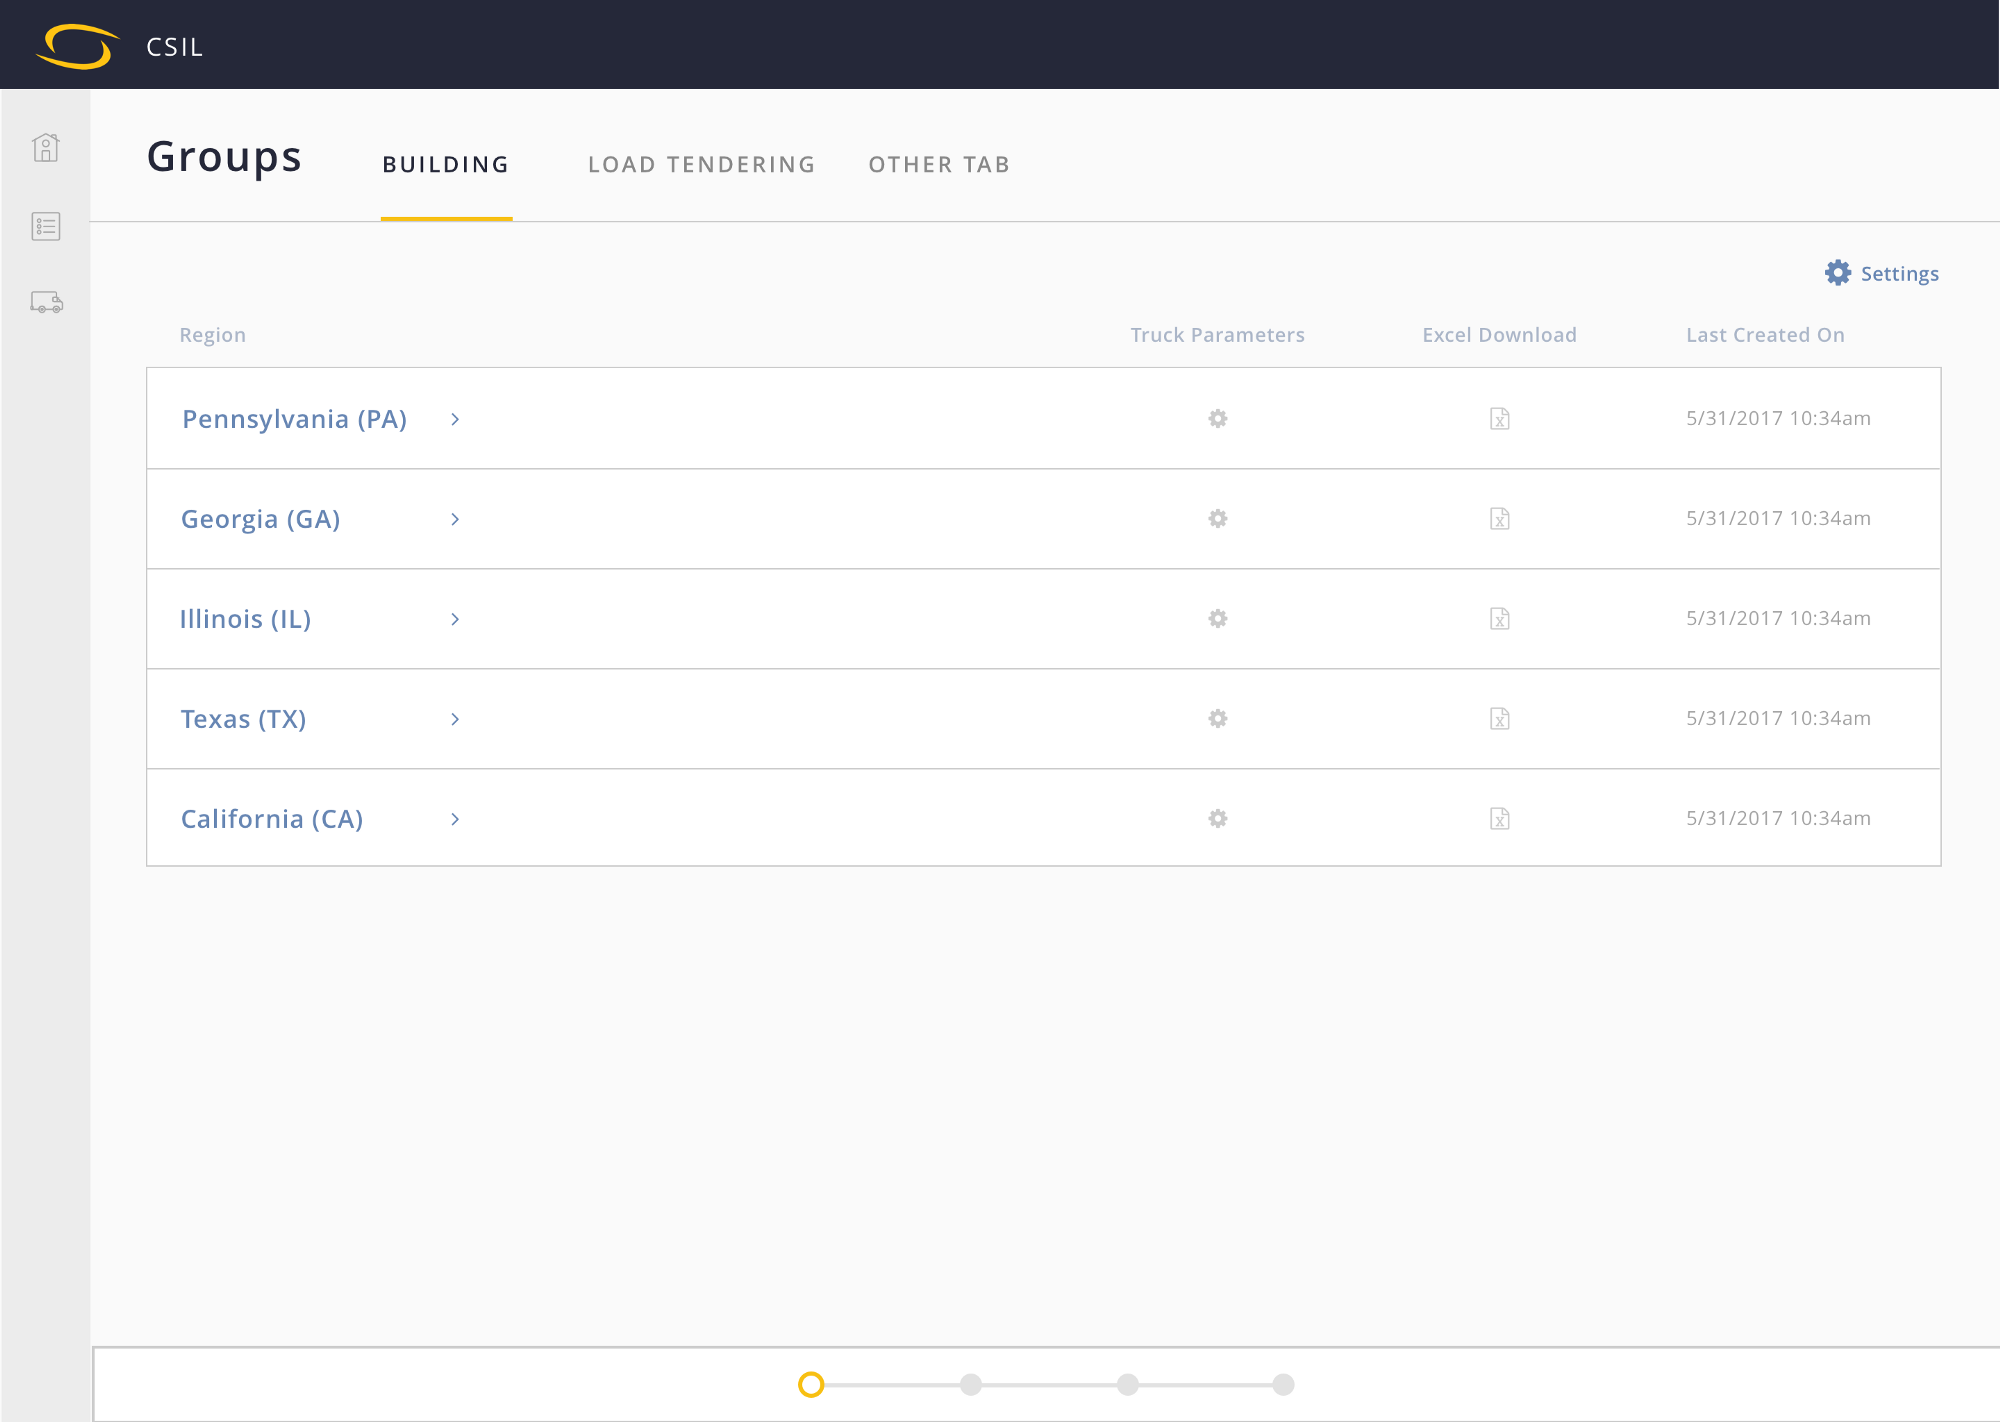 CSIL
Groups BUILDING LOAD TENDERING OTHER TAB
Settings
Region Truck Parameters Excel Download Last Created On
Pennsylvania (PA) 5/31/2017 10:34am
Georgia (GA) 5/31/2017 10:34am
Illinois (IL) 5/31/2017 10:34am
Texas (TX) 5/31/2017 10:34am
California (CA) 5/31/2017 10:34am